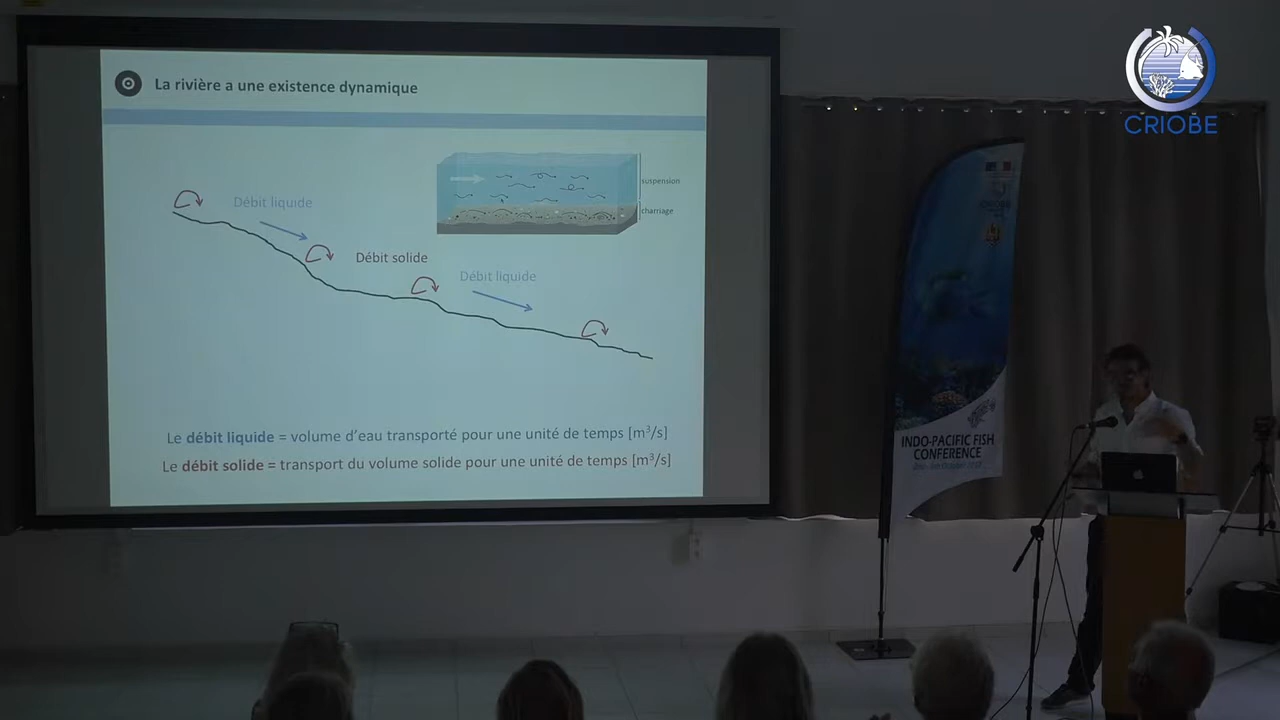 La rivière a une existence dynamique
suspension
charriage
Débit liquide
Débit solide
Débit liquide
Le débit liquide = volume d'eau transporté pour une unité de temps [m³/s]
Le débit solide = transport du volume solide pour une unité de temps [m³/s]
CRIOBE
INDO-PACIFIC FISH
CONFERENCE